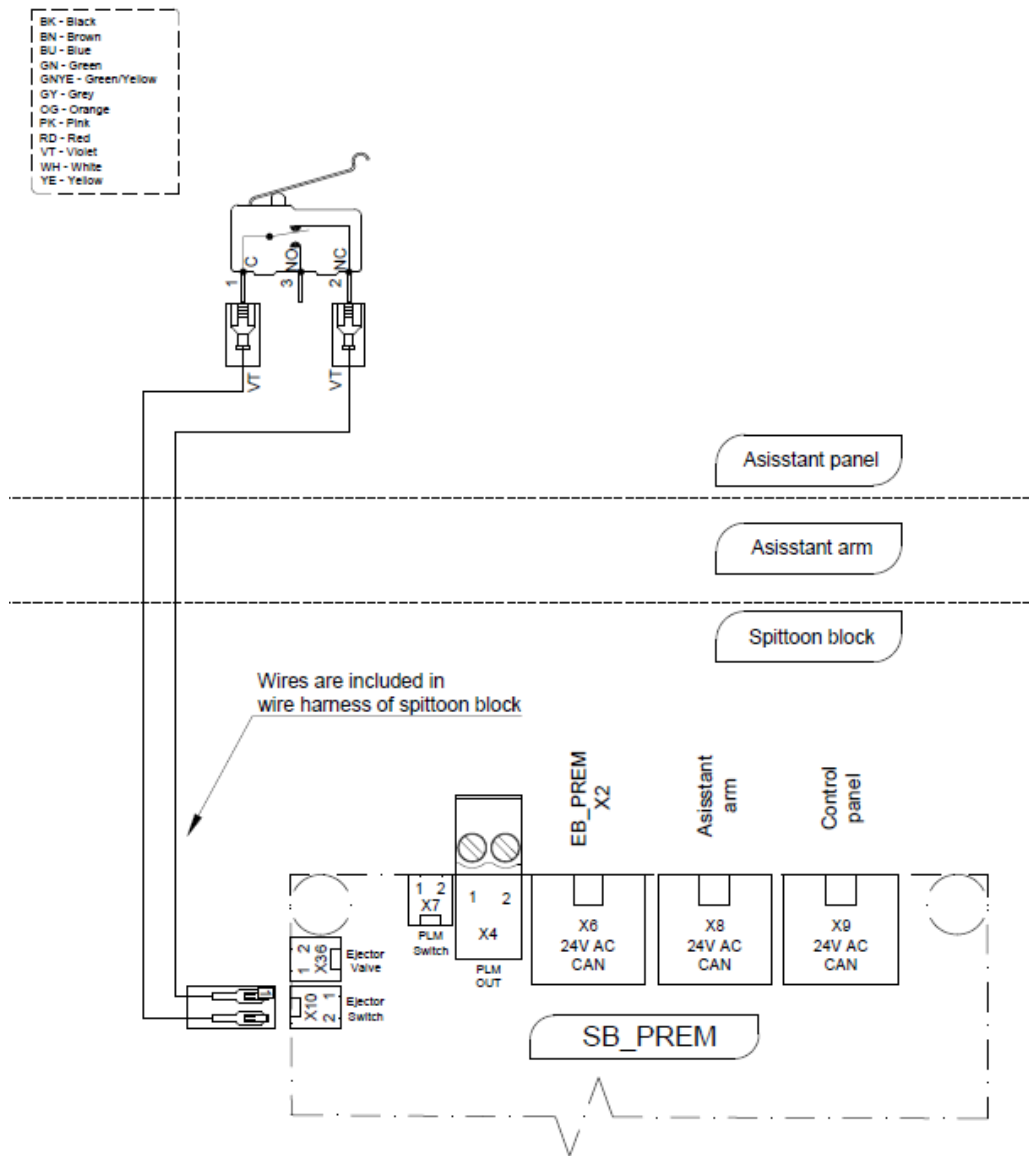 BK - Black
BN - Brown
BU - Blue
GN - Green
GNYE - Green/Yellow
GY - Grey
OG - Orange
PK - Pink
RD - Red
VT - Violet
WH - White
YE - Yellow
C
NO
NC
1
3
2
VT
VT
Asisstant panel
Asisstant arm
Spittoon block
Wires are included in
wire harness of spittoon block
EB_PREM
X2
Asisstant
arm
Control
panel
1 2
X7
PLM
Switch
1 2
X4
PLM
OUT
X6
24V AC
CAN
X8
24V AC
CAN
X9
24V AC
CAN
1 2
X36
Ejector
Valve
1
X10
2 1
Ejector
Switch
SB_PREM